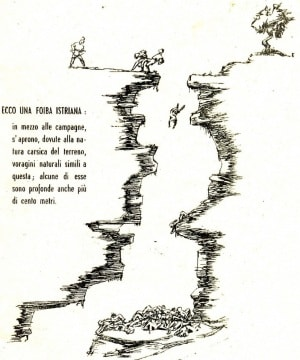 ECCO UNA FOIBA ISTRIANA :
in mezzo alle campagne,
s'aprono, dovute alla na-
tura carsica del terreno,
voragini naturali simili a
questa; alcune di esse
sono profonde anche più
di cento metri.